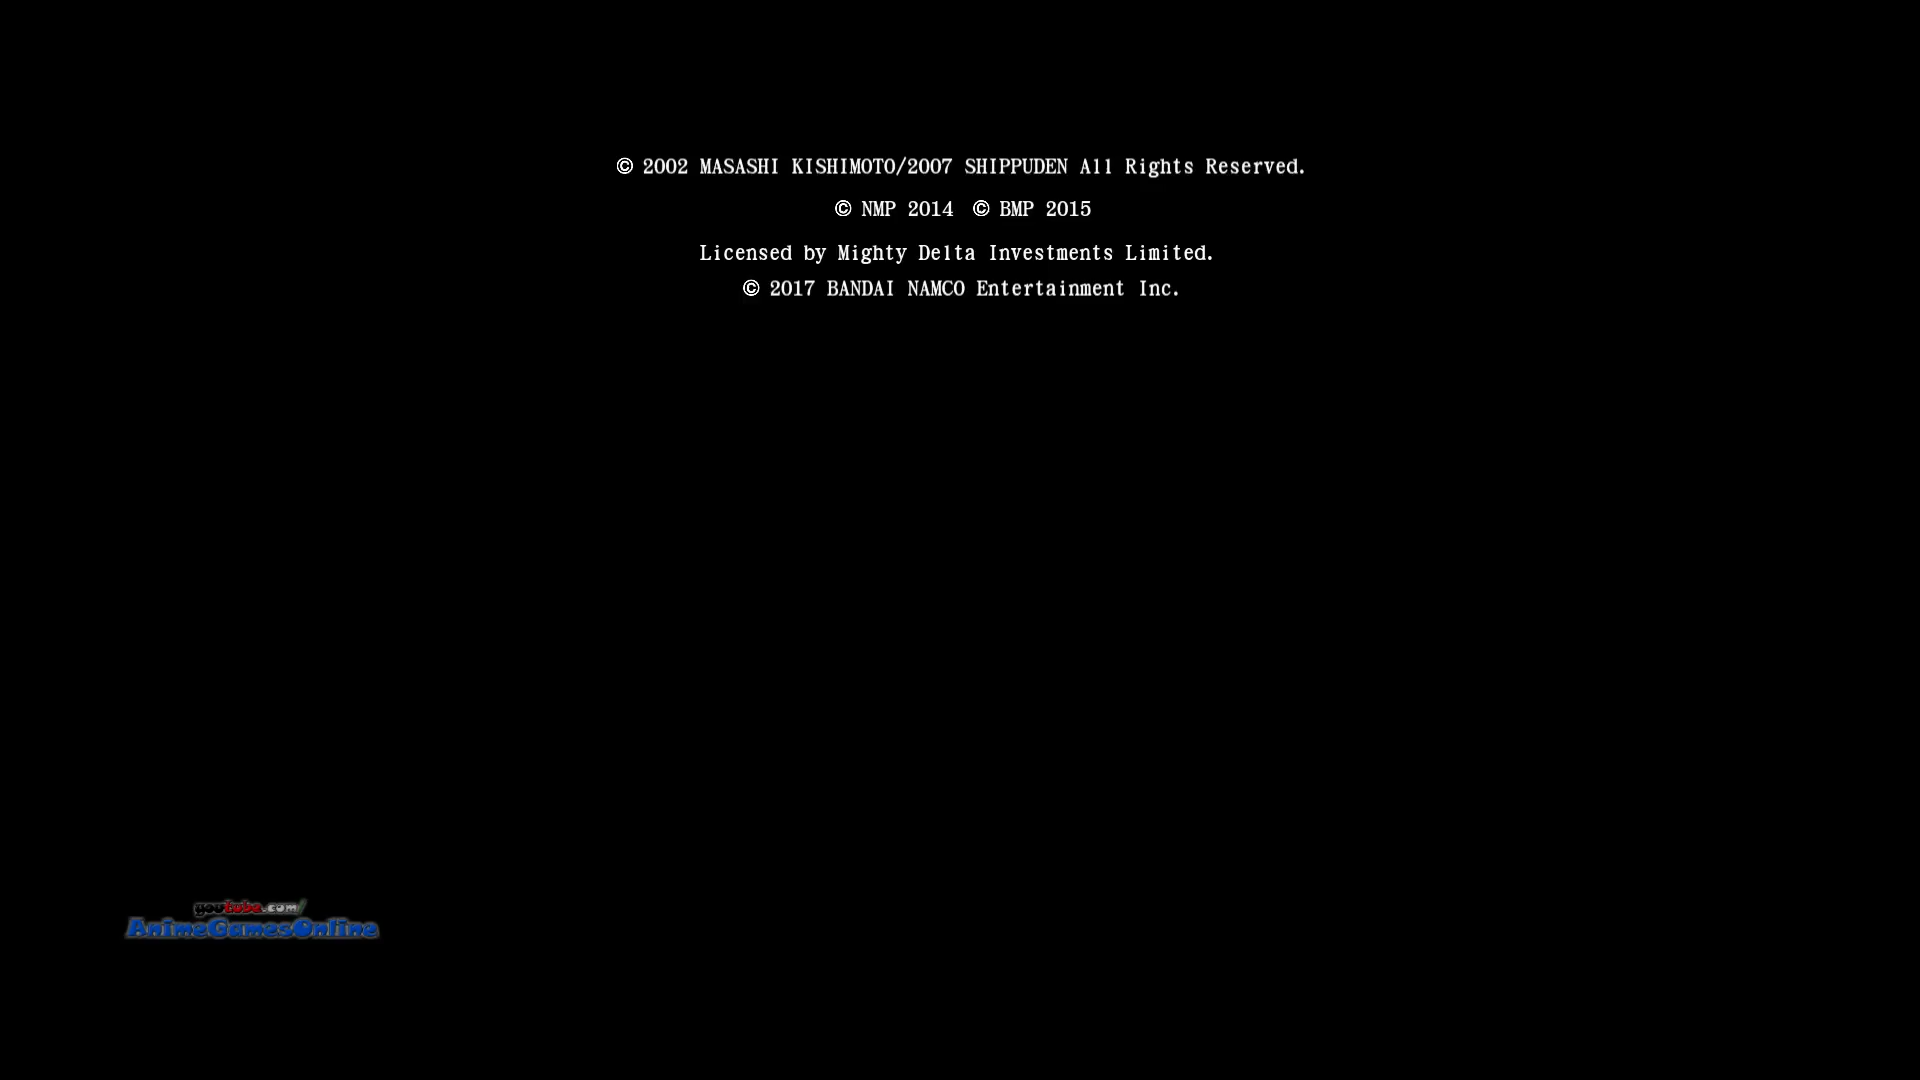 © 2002 MASASHI KISHIMOTO/2007 SHIPPUDEN All Rights Reserved.
© NMP 2014 © BMP 2015
Licensed by Mighty Delta Investments Limited.
© 2017 BANDAI NAMCO Entertainment Inc.
youtube.com/
AnimeGamesOnline